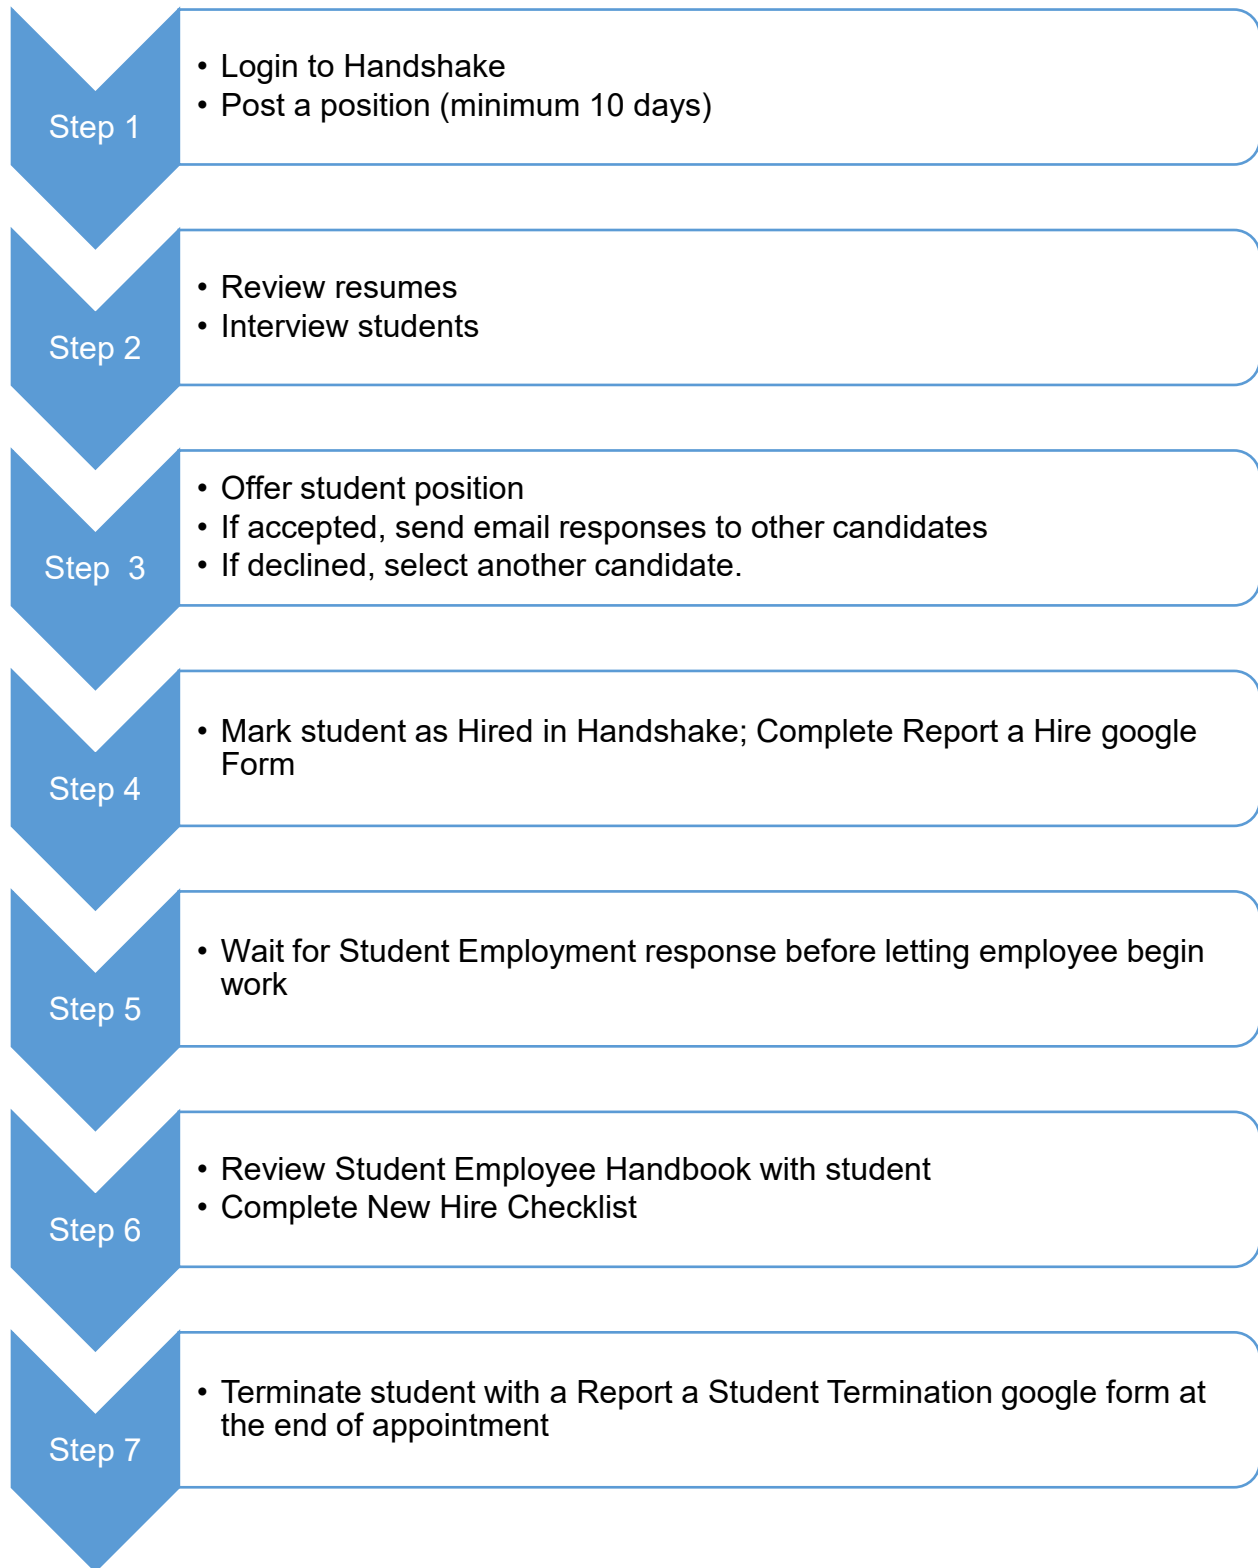 Step 1
• Login to Handshake
• Post a position (minimum 10 days)
Step 2
• Review resumes
• Interview students
Step  3
• Offer student position
• If accepted, send email responses to other candidates
• If declined, select another candidate.
Step 4
• Mark student as Hired in Handshake; Complete Report a Hire google
Form
Step 5
• Wait for Student Employment response before letting employee begin
work
Step 6
• Review Student Employee Handbook with student
• Complete New Hire Checklist
Step 7
• Terminate student with a Report a Student Termination google form at
the end of appointment